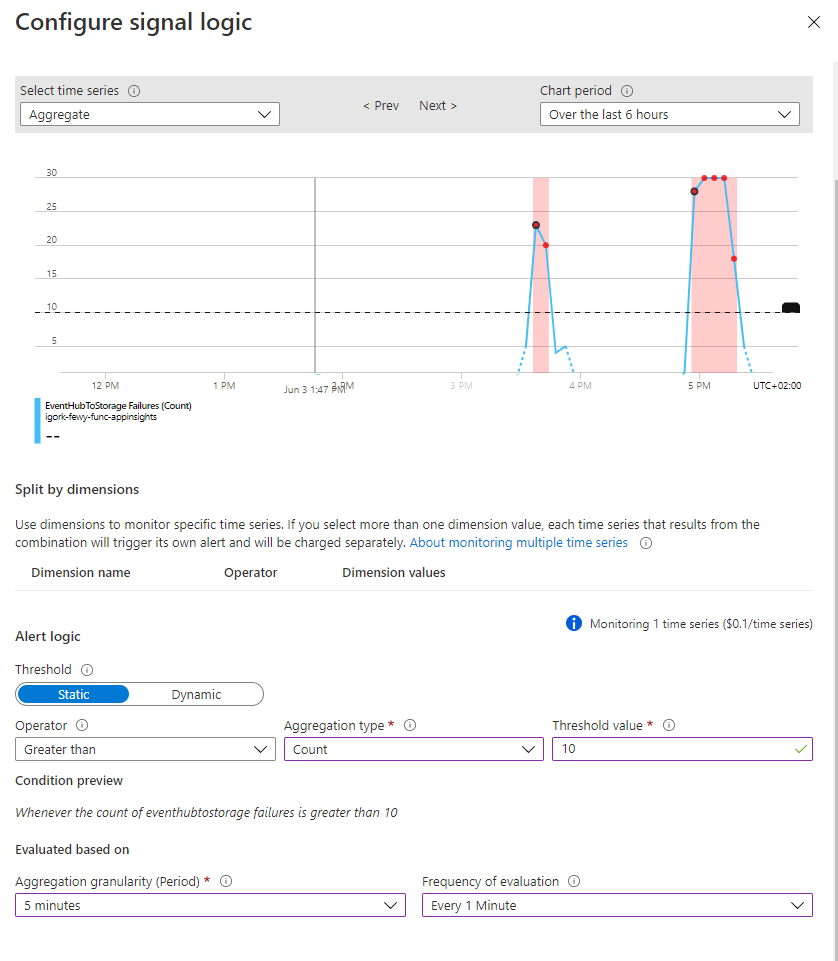 Configure signal logic
Select time series
Chart period
Aggregate
< Prev Next >
Over the last 6 hours
30
25
20
15
10
5
12 PM 1 PM 2 PM 3 PM 4 PM 5 PM UTC+02:00
Jun 3 1:47 PM
EventHubToStorage Failures (Count)
igork-fewy-func-appinsights
--
Split by dimensions
Use dimensions to monitor specific time series. If you select more than one dimension value, each time series that results from the
combination will trigger its own alert and will be charged separately. About monitoring multiple time series
Dimension name Operator Dimension values
Monitoring 1 time series ($0.1/time series)
Alert logic
Threshold
Static Dynamic
Operator Aggregation type * Threshold value *
Greater than Count 10
Condition preview
Whenever the count of eventhubtostorage failures is greater than 10
Evaluated based on
Aggregation granularity (Period) * Frequency of evaluation
5 minutes Every 1 Minute